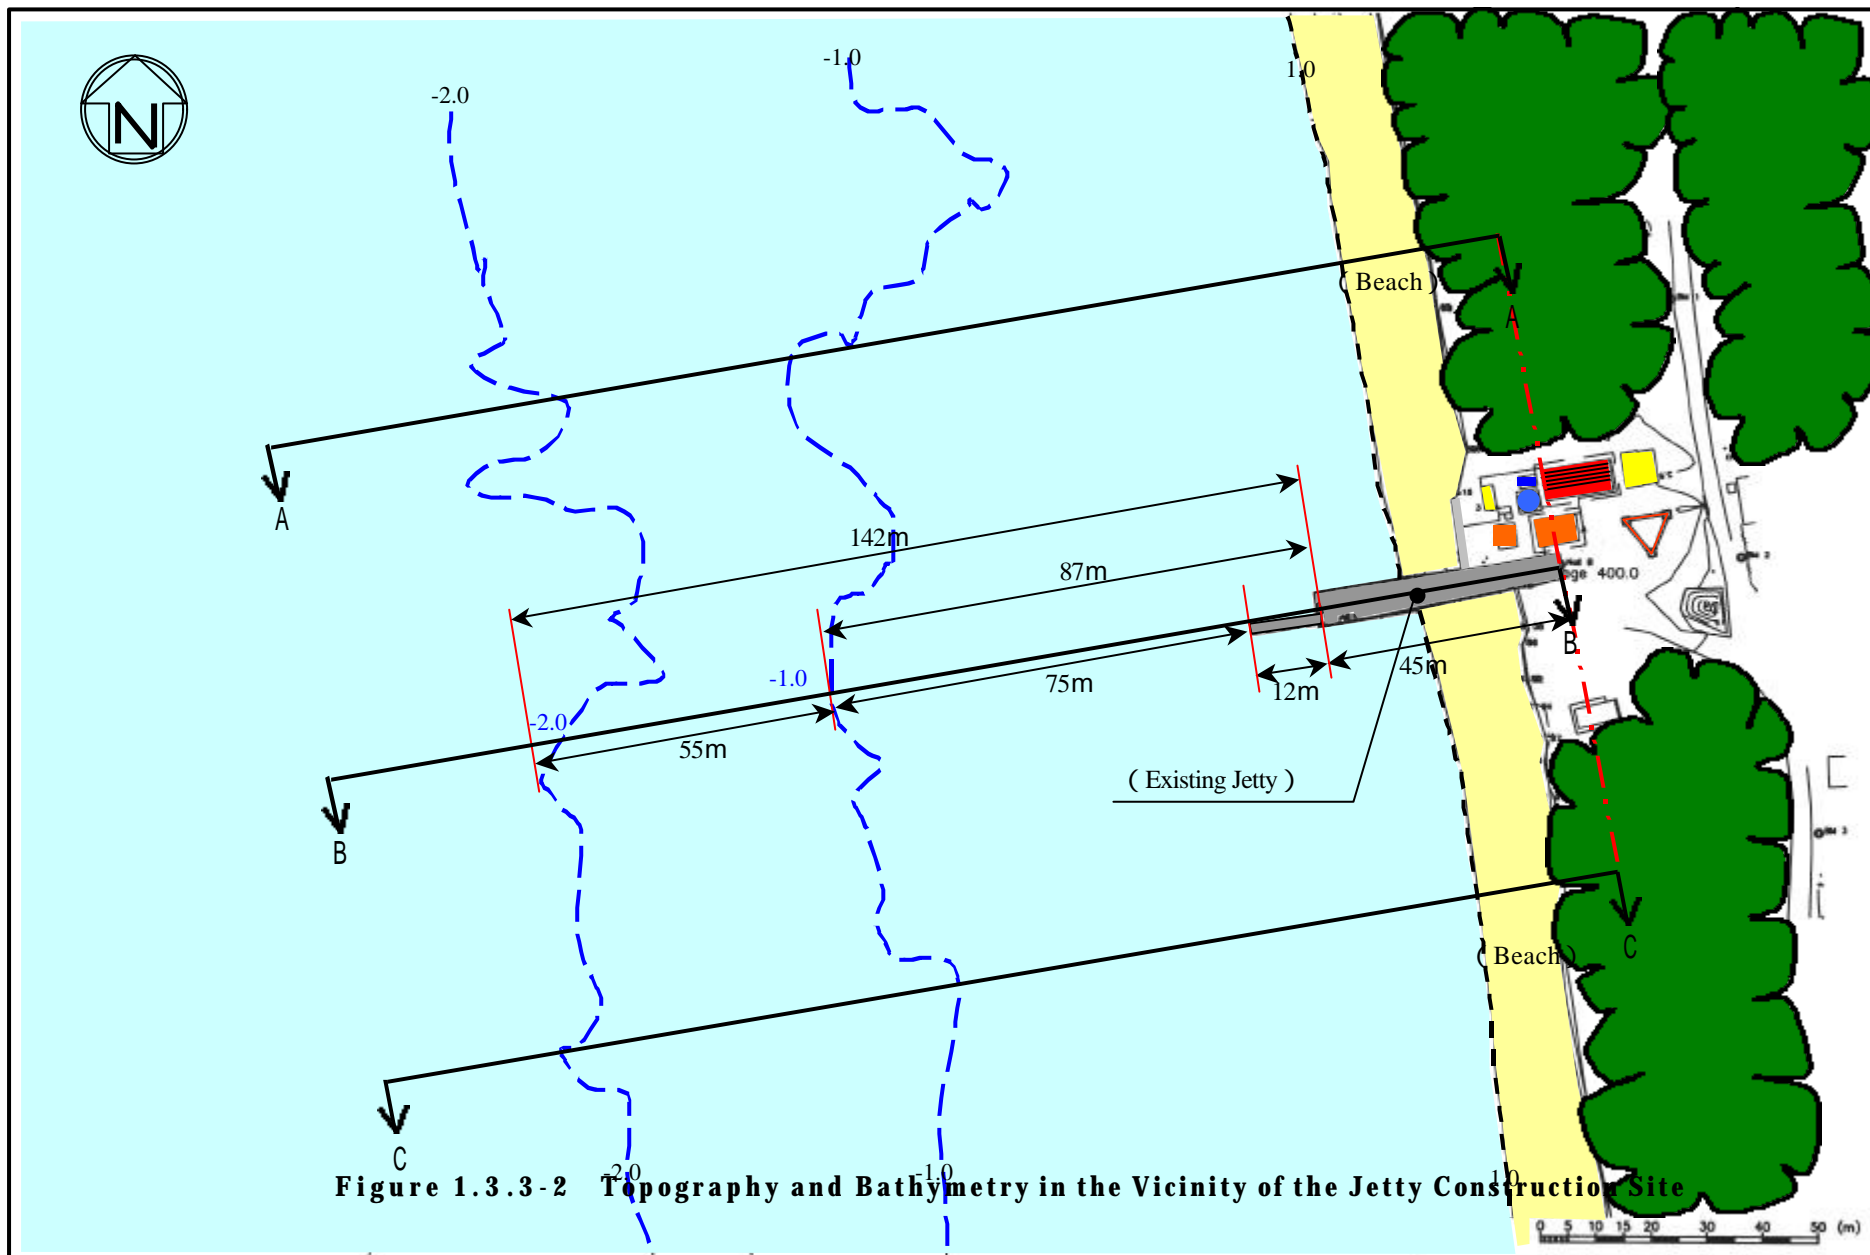 -1.0
1.0
-2.0
N
( Beach )
A
A
142m
87m
400.0
B
45m
12m
75m
-1.0
-2.0
55m
( Existing Jetty )
B
C
( Beach )
C
-2.0
-1.0
1.0
Figure 1.3.3-2 Topography and Bathymetry in the Vicinity of the Jetty Construction Site
0 5 10 15 20 30 40 50 (m)